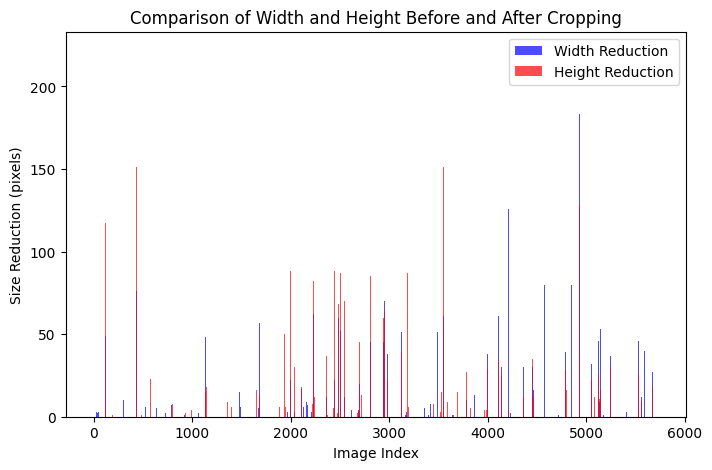 Comparison of Width and Height Before and After Cropping
Width Reduction
Height Reduction
Size Reduction (pixels)
200
150
100
50
0
0 1000 2000 3000 4000 5000 6000
Image Index